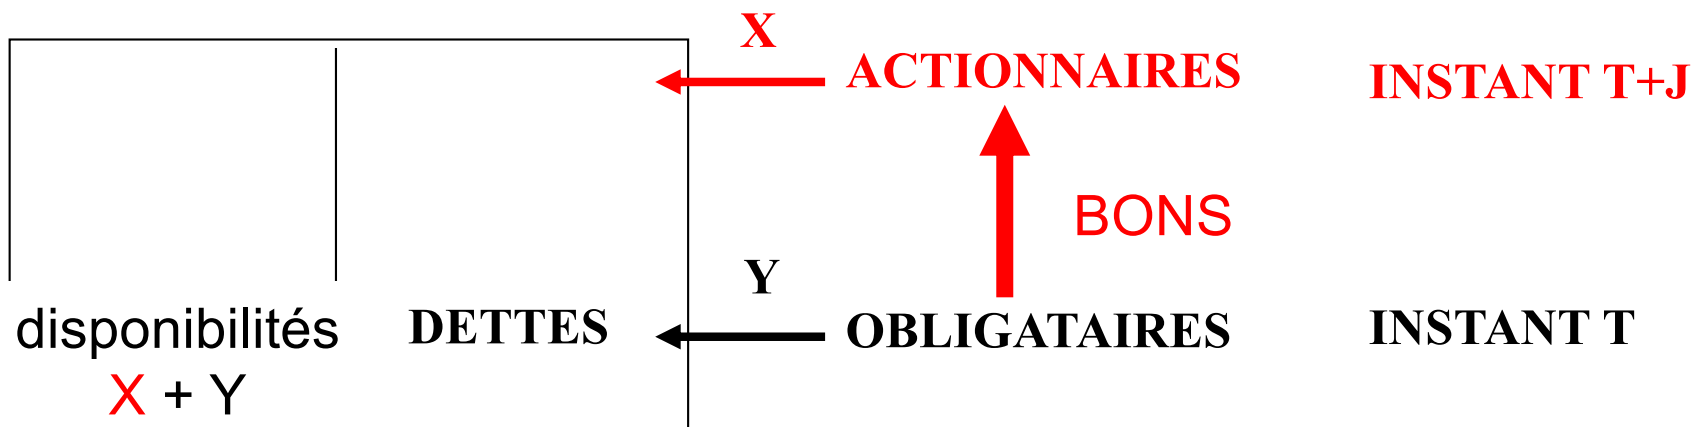 X
ACTIONNAIRES INSTANT T+J
BONS
Y
disponibilités DETTES OBLIGATAIRES INSTANT T
X + Y